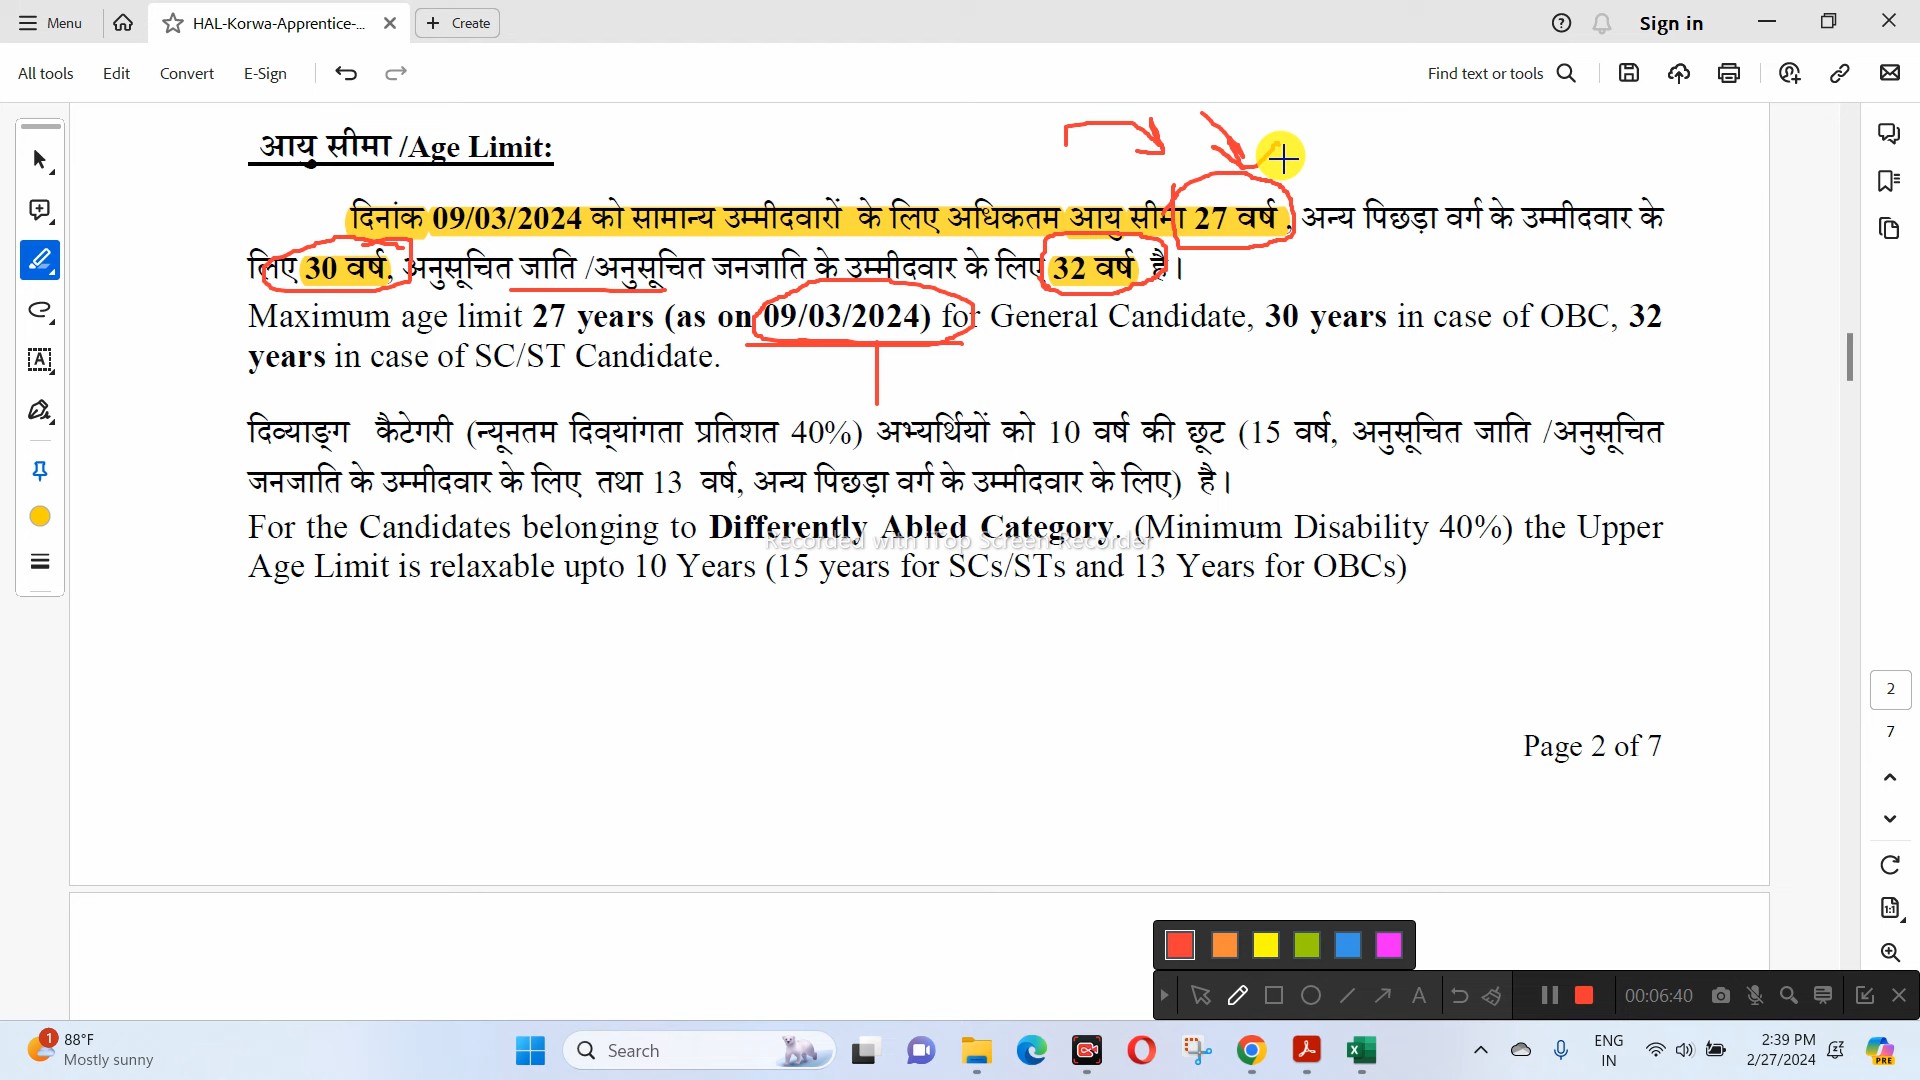 Menu
HAL-Korwa-Apprentice-...
Create
Sign in
All tools
Edit
Convert
E-Sign
Find text or tools
आयु सीमा /Age Limit:
दिनांक 09/03/2024 को सामान्य उम्मीदवारों के लिए अधिकतम आयु सीमा 27 वर्ष , अन्य पिछड़ा वर्ग के उम्मीदवार के
लिए 30 वर्ष, अनुसूचित जाति /अनुसूचित जनजाति के उम्मीदवार के लिए 32 वर्ष है।
Maximum age limit 27 years (as on 09/03/2024) for General Candidate, 30 years in case of OBC, 32
years in case of SC/ST Candidate.
दिव्याङ्ग कैटेगरी (न्यूनतम दिव्यांगता प्रतिशत 40%) अभ्यर्थियों को 10 वर्ष की छूट (15 वर्ष, अनुसूचित जाति /अनुसूचित
जनजाति के उम्मीदवार के लिए तथा 13 वर्ष, अन्य पिछड़ा वर्ग के उम्मीदवार के लिए) है।
For the Candidates belonging to Differently Abled Category. (Minimum Disability 40%) the Upper
Recorded with iTop Screen Recorder
Age Limit is relaxable upto 10 Years (15 years for SCs/STs and 13 Years for OBCs)
2
7
Page 2 of 7
00:06:40
1
88°F
Mostly sunny
Search
ENG
IN
2:39 PM
2/27/2024
PRE